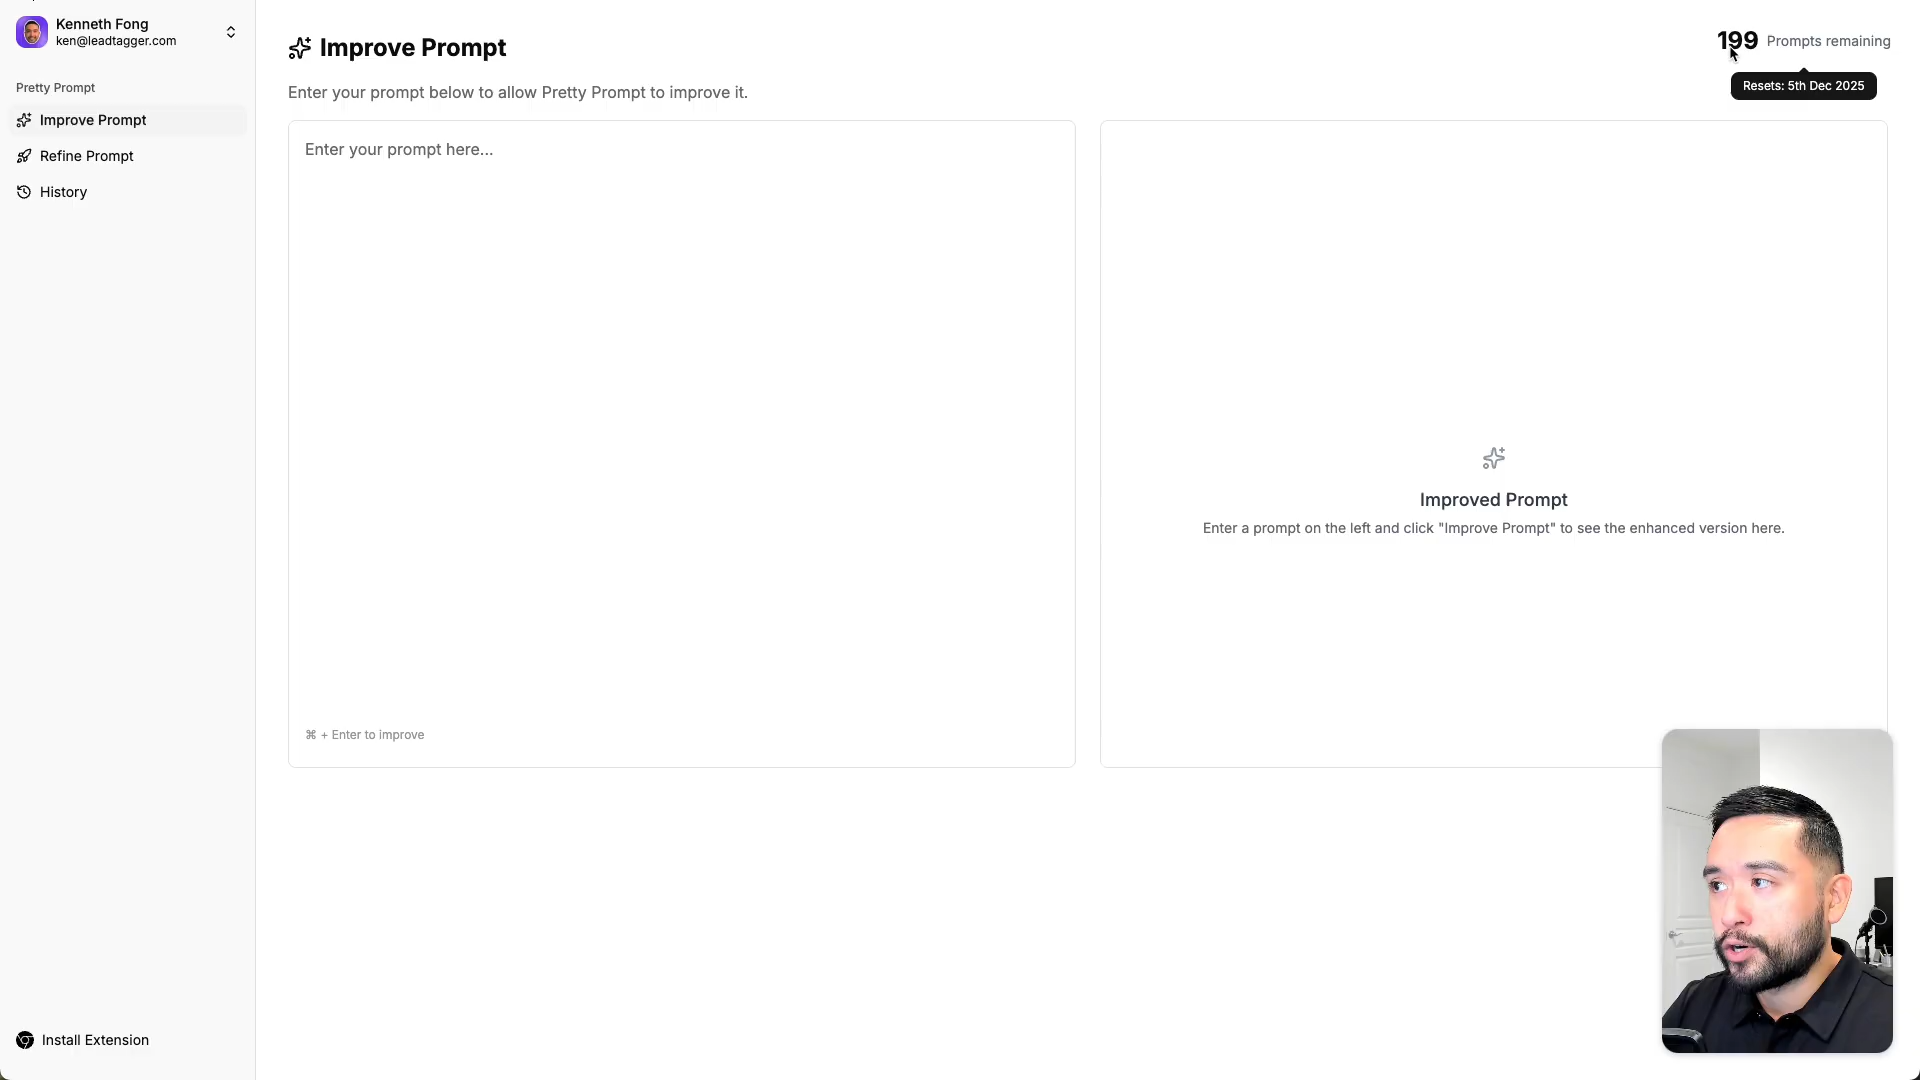 Kenneth Fong
ken@leadtagger.com
Pretty Prompt
Improve Prompt
Refine Prompt
History
Install Extension
Improve Prompt
199 Prompts remaining
Resets: 5th Dec 2025
Enter your prompt below to allow Pretty Prompt to improve it.
Enter your prompt here...
⌘ + Enter to improve
Improved Prompt
Enter a prompt on the left and click "Improve Prompt" to see the enhanced version here.